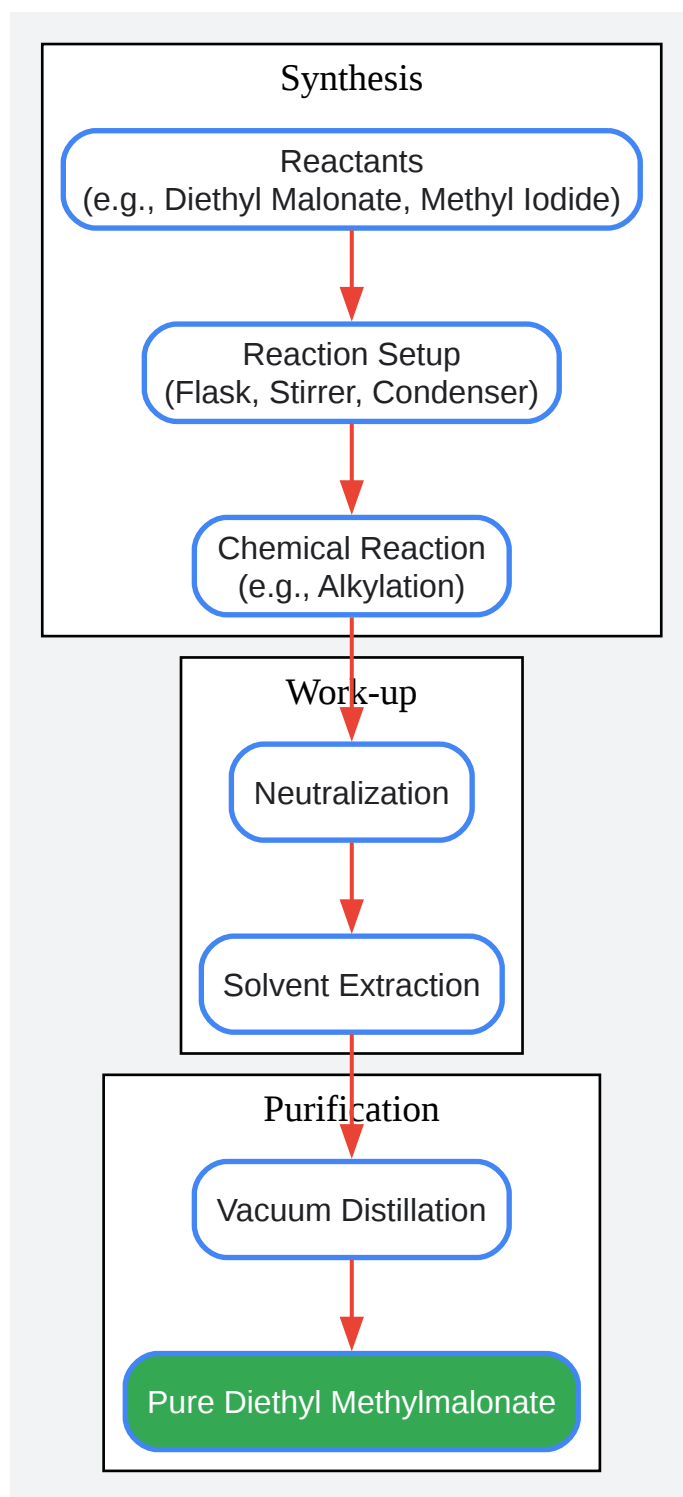 Synthesis
Reactants
(e.g., Diethyl Malonate, Methyl Iodide)
Reaction Setup
(Flask, Stirrer, Condenser)
Chemical Reaction
(e.g., Alkylation)
Work-up
Neutralization
Solvent Extraction
Purification
Vacuum Distillation
Pure Diethyl Methylmalonate